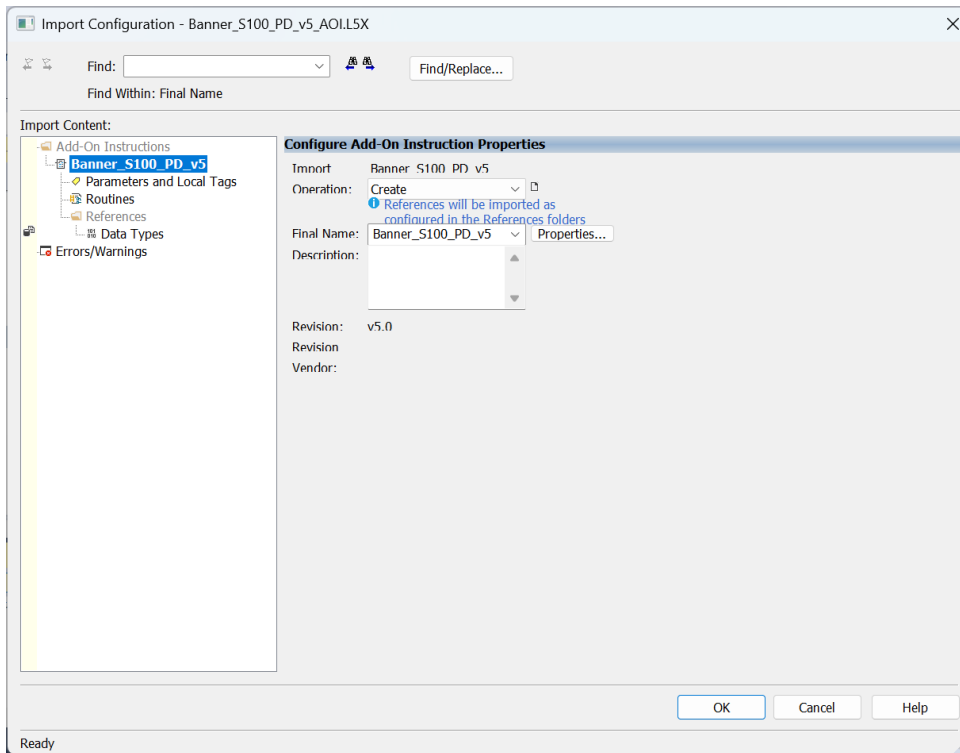 Import Configuration - Banner_S100_PD_v5_AOI.L5X
Find:
Find/Replace...
Find Within: Final Name
Import Content:
Add-On Instructions
Banner_S100_PD_v5
Parameters and Local Tags
Routines
References
Data Types
Errors/Warnings
Configure Add-On Instruction Properties
Import Banner_S100_PD_v5
Operation: Create
References will be imported as
configured in the References folders
Final Name: Banner_S100_PD_v5 Properties...
Description:
Revision: v5.0
Revision
Vendor:
OK Cancel Help
Ready